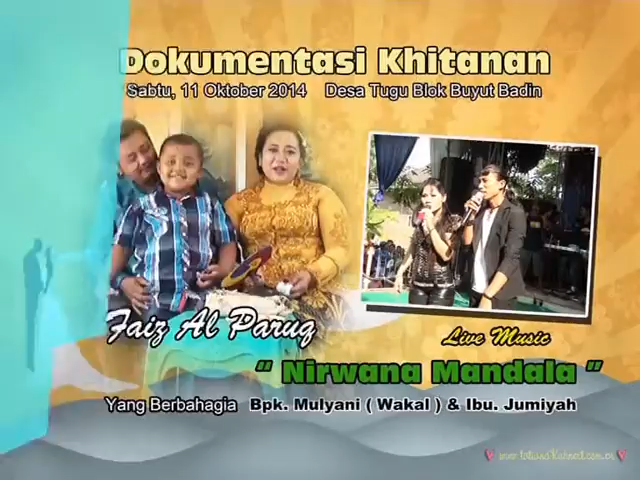 Dokumentasi Khitanan
Sabtu, 11 Oktober 2014 Desa Tugu Blok Buyut Badin
Faiz Al Paruq
Live Music
" Nirwana Mandala "
Yang Berbahagia Bpk. Mulyani ( Wakal ) & Ibu. Jumiyah